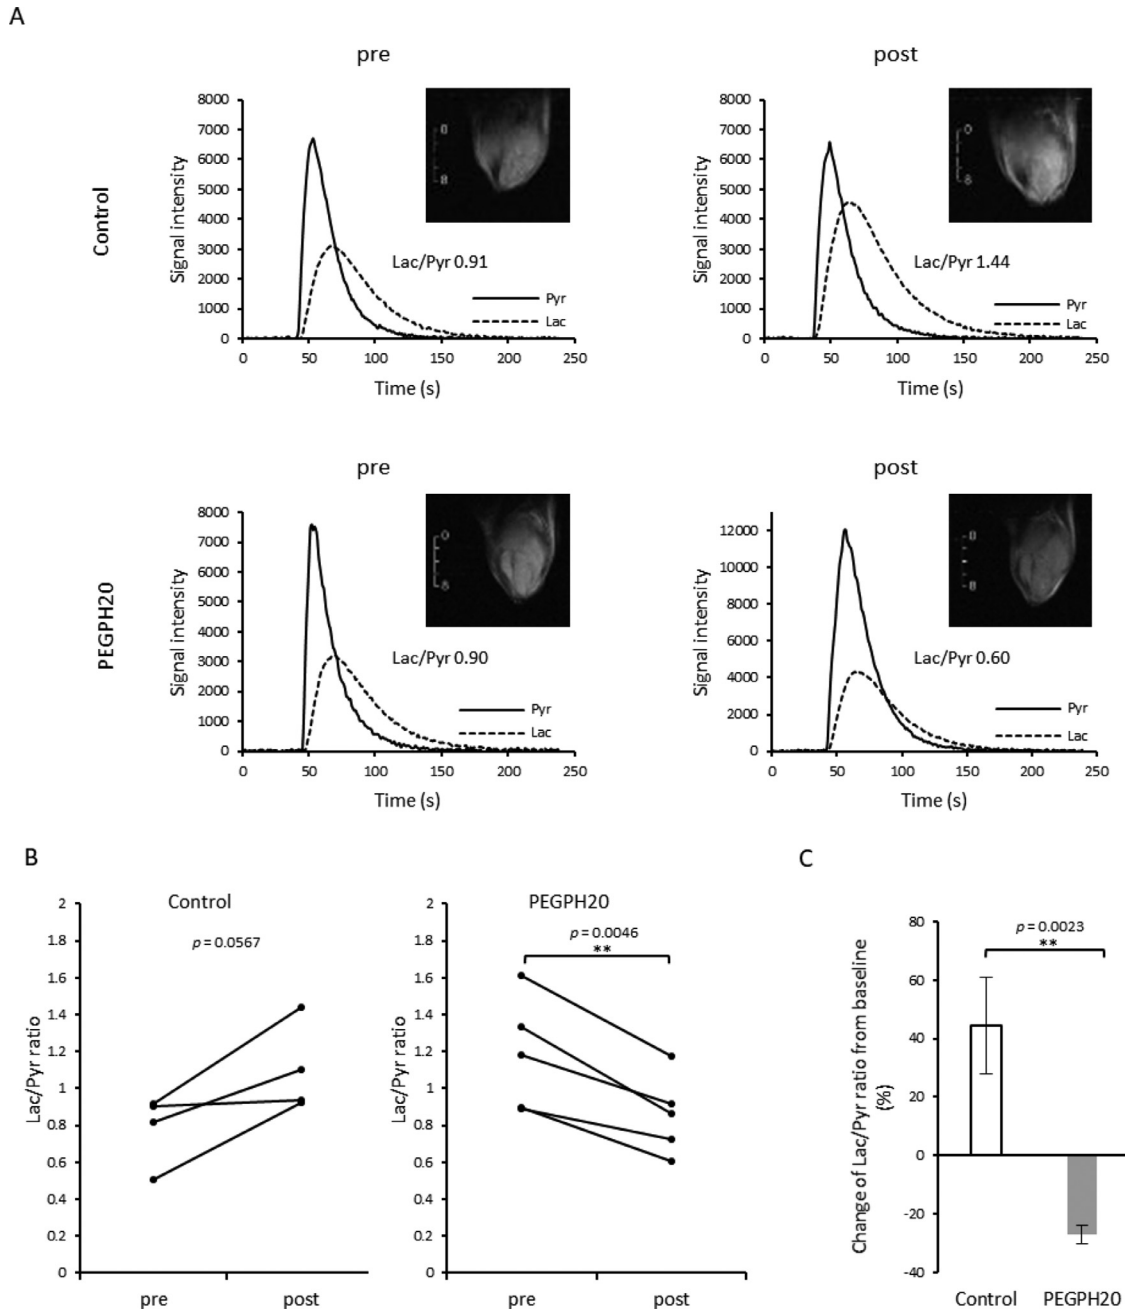 A
pre
post
Control
Signal intensity
8000
7000
6000
5000
4000
3000
2000
1000
0
0
8
Lac/Pyr 0.91
Pyr
Lac
0 50 100 150 200 250
Time (s)
Signal intensity
8000
7000
6000
5000
4000
3000
2000
1000
0
0
8
Lac/Pyr 1.44
Pyr
Lac
0 50 100 150 200 250
Time (s)
pre
post
PEGPH20
Signal intensity
8000
7000
6000
5000
4000
3000
2000
1000
0
0
Lac/Pyr 0.90
Pyr
Lac
0 50 100 150 200 250
Time (s)
Signal intensity
12000
10000
8000
6000
4000
2000
0
8
Lac/Pyr 0.60
Pyr
Lac
0 50 100 150 200 250
Time (s)
B
Control
p = 0.0567
Lac/Pyr ratio
2
1.8
1.6
1.4
1.2
1
0.8
0.6
0.4
0.2
0
pre post
PEGPH20
p = 0.0046
**
Lac/Pyr ratio
2
1.8
1.6
1.4
1.2
1
0.8
0.6
0.4
0.2
0
pre post
C
p = 0.0023
**
Change of Lac/Pyr ratio from baseline
(%)
80
60
40
20
0
-20
-40
Control PEGPH20